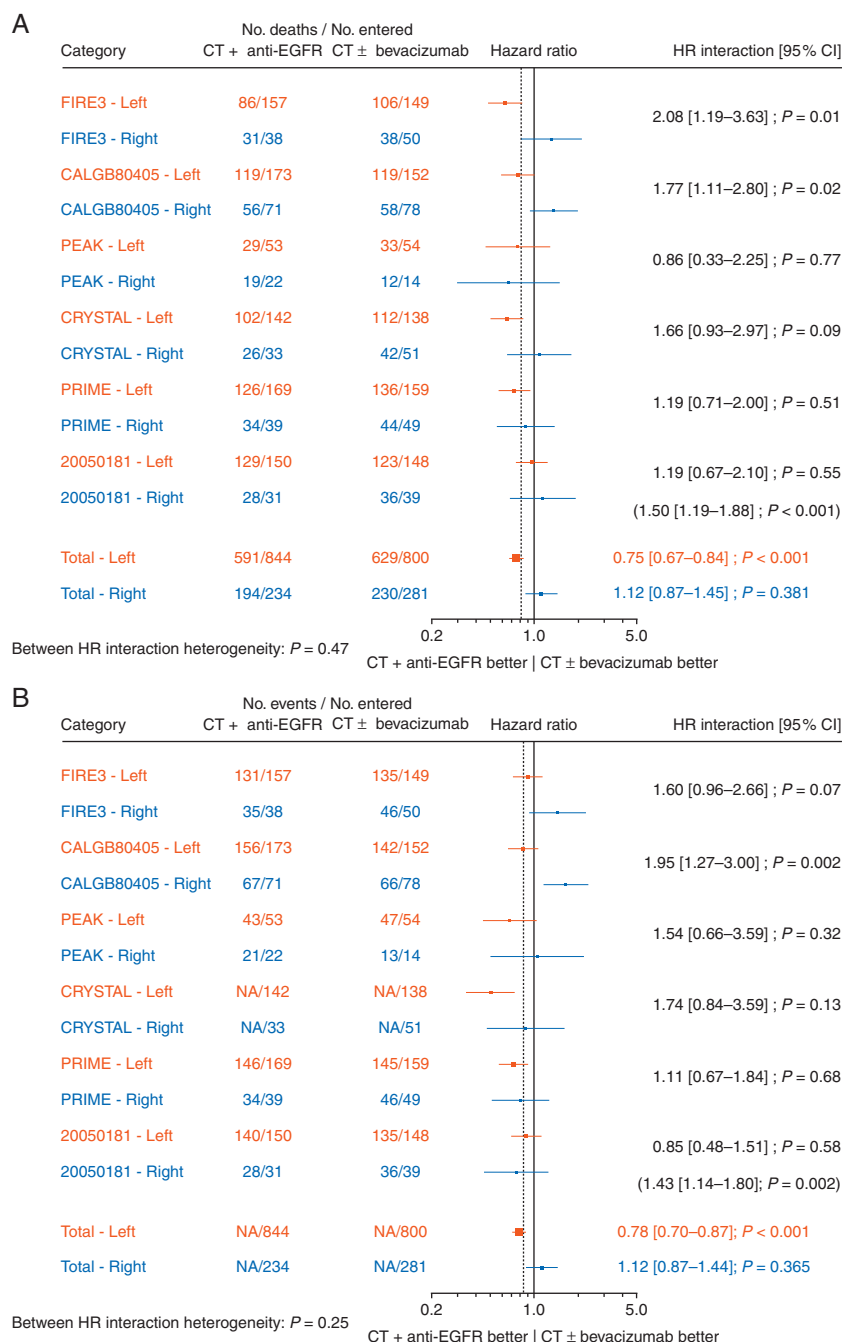 A
No. deaths / No. entered
Category CT + anti-EGFR CT ± bevacizumab Hazard ratio HR interaction [95% CI]
FIRE3 - Left 86/157 106/149
2.08 [1.19–3.63] ; P = 0.01
FIRE3 - Right 31/38 38/50
CALGB80405 - Left 119/173 119/152
1.77 [1.11–2.80] ; P = 0.02
CALGB80405 - Right 56/71 58/78
PEAK - Left 29/53 33/54
0.86 [0.33–2.25] ; P = 0.77
PEAK - Right 19/22 12/14
CRYSTAL - Left 102/142 112/138
1.66 [0.93–2.97] ; P = 0.09
CRYSTAL - Right 26/33 42/51
PRIME - Left 126/169 136/159
1.19 [0.71–2.00] ; P = 0.51
PRIME - Right 34/39 44/49
20050181 - Left 129/150 123/148
1.19 [0.67–2.10] ; P = 0.55
20050181 - Right 28/31 36/39
(1.50 [1.19–1.88] ; P < 0.001)
Total - Left 591/844 629/800 0.75 [0.67–0.84] ; P < 0.001
Total - Right 194/234 230/281 1.12 [0.87–1.45] ; P = 0.381
0.2 1.0 5.0
Between HR interaction heterogeneity: P = 0.47
CT + anti-EGFR better | CT ± bevacizumab better
B
No. events / No. entered
Category CT + anti-EGFR CT ± bevacizumab Hazard ratio HR interaction [95% CI]
FIRE3 - Left 131/157 135/149
1.60 [0.96–2.66] ; P = 0.07
FIRE3 - Right 35/38 46/50
CALGB80405 - Left 156/173 142/152
1.95 [1.27–3.00] ; P = 0.002
CALGB80405 - Right 67/71 66/78
PEAK - Left 43/53 47/54
1.54 [0.66–3.59] ; P = 0.32
PEAK - Right 21/22 13/14
CRYSTAL - Left NA/142 NA/138
1.74 [0.84–3.59] ; P = 0.13
CRYSTAL - Right NA/33 NA/51
PRIME - Left 146/169 145/159
1.11 [0.67–1.84] ; P = 0.68
PRIME - Right 34/39 46/49
20050181 - Left 140/150 135/148
0.85 [0.48–1.51] ; P = 0.58
20050181 - Right 28/31 36/39
(1.43 [1.14–1.80]; P = 0.002)
Total - Left NA/844 NA/800 0.78 [0.70–0.87]; P < 0.001
Total - Right NA/234 NA/281 1.12 [0.87–1.44]; P = 0.365
0.2 1.0 5.0
Between HR interaction heterogeneity: P = 0.25
CT + anti-EGFR better | CT ± bevacizumab better